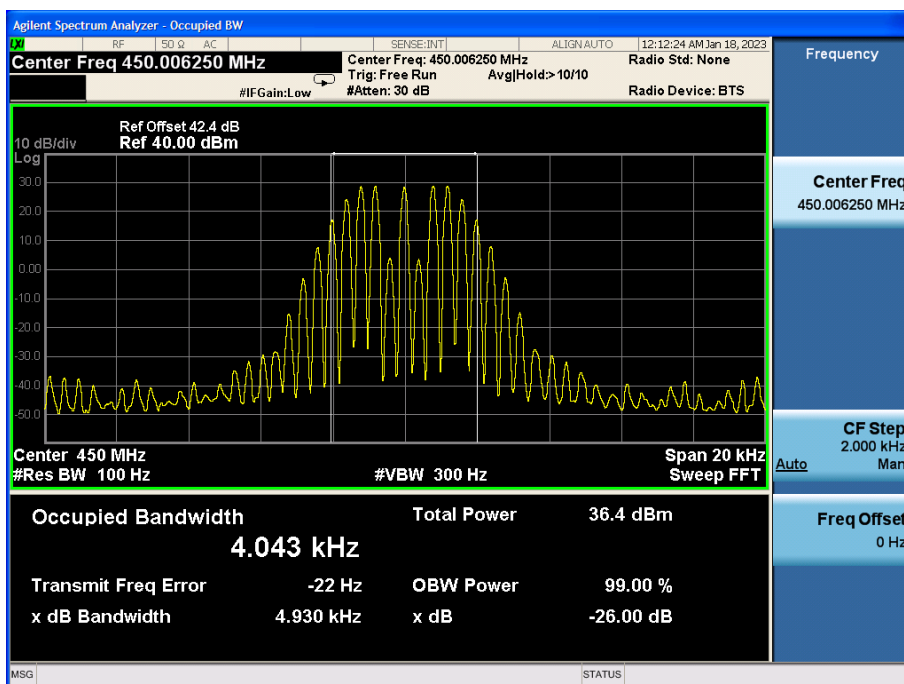 Agilent Spectrum Analyzer - Occupied BW
LXI RF 50 Ω AC SENSE:INT ALIGN AUTO 12:12:24 AM Jan 18, 2023
Center Freq 450.006250 MHz
Center Freq: 450.006250 MHz Radio Std: None
Trig: Free Run Avg|Hold:>10/10
#IFGain:Low #Atten: 30 dB Radio Device: BTS
Ref Offset 42.4 dB
10 dB/div Ref 40.00 dBm
Log
30.0
20.0
10.0
0.00
-10.0
-20.0
-30.0
-40.0
-50.0
Center 450 MHz Span 20 kHz
#Res BW 100 Hz #VBW 300 Hz Sweep FFT
Occupied Bandwidth Total Power 36.4 dBm
4.043 kHz
Transmit Freq Error -22 Hz OBW Power 99.00 %
x dB Bandwidth 4.930 kHz x dB -26.00 dB
MSG STATUS
Frequency
Center Freq
450.006250 MHz
CF Step
2.000 kHz
Auto Man
Freq Offset
0 Hz